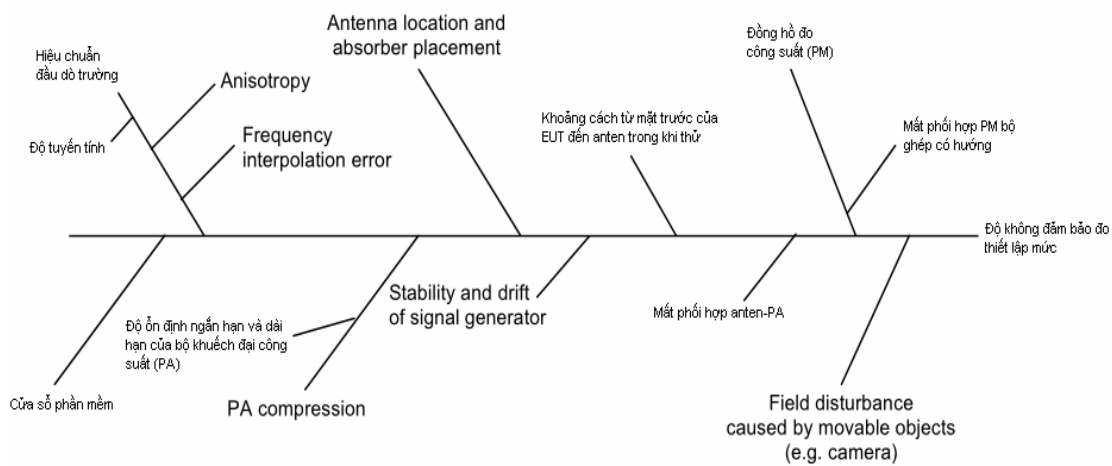 Antenna location and
absorber placement
Đồng hồ đo
công suất (PM)
Hiệu chuẩn
đầu dò trường
Anisotropy
Khoảng cách từ mặt trước của
EUT đến anten trong khi thử
Mất phối hợp PM bộ
ghép có hướng
Độ tuyến tính
Frequency
interpolation error
Độ không đảm bảo đo
thiết lập mức
Stability and drift
of signal generator
Mất phối hợp anten-PA
Độ ổn định ngắn hạn và dài
hạn của bộ khuếch đại công
suất (PA)
Cửa sổ phần mềm
PA compression
Field disturbance
caused by movable objects
(e.g. camera)